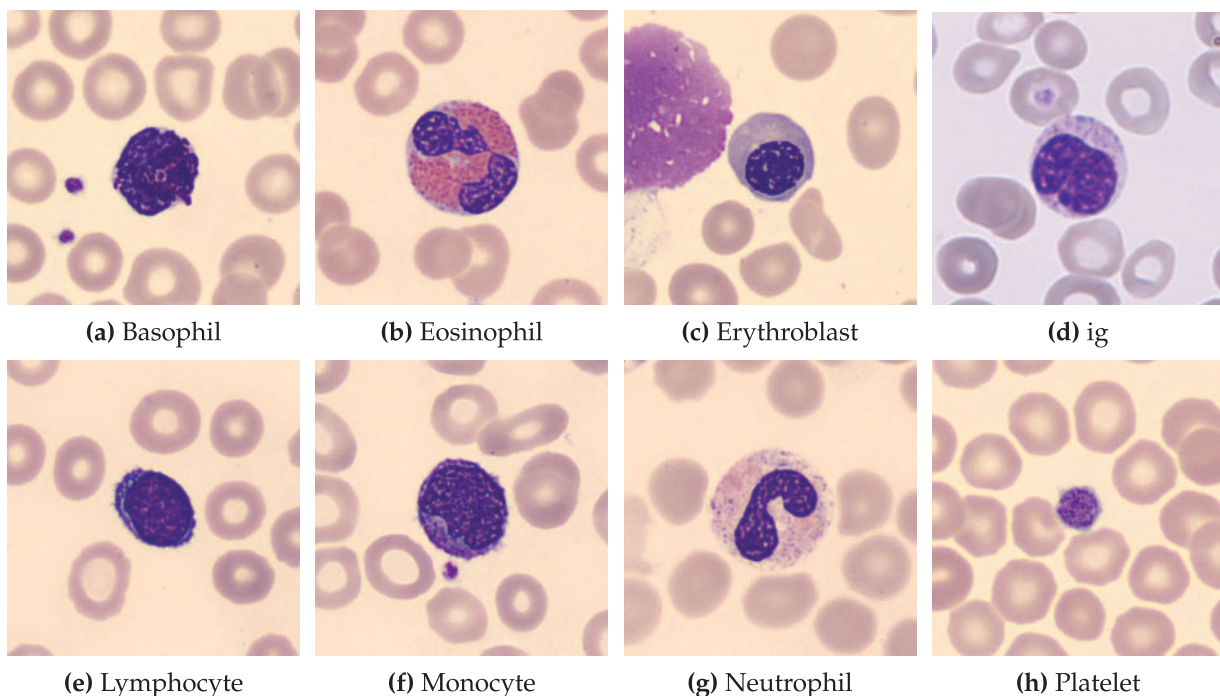 (a) Basophil
(b) Eosinophil
(c) Erythroblast
(d) ig
(e) Lymphocyte
(f) Monocyte
(g) Neutrophil
(h) Platelet